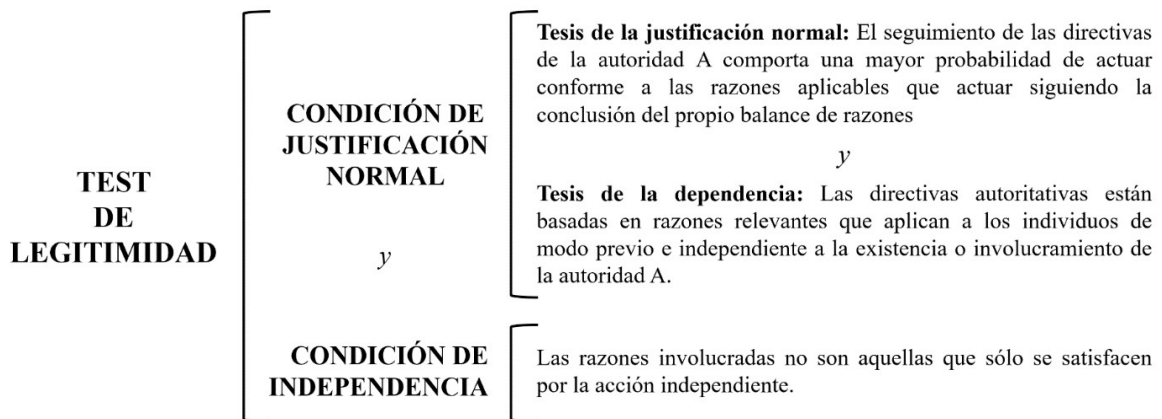 TEST
DE
LEGITIMIDAD
CONDICIÓN DE
JUSTIFICACIÓN
NORMAL
y
CONDICIÓN DE
INDEPENDENCIA
Tesis de la justificación normal: El seguimiento de las directivas
de la autoridad A comporta una mayor probabilidad de actuar
conforme a las razones aplicables que actuar siguiendo la
conclusión del propio balance de razones
y
Tesis de la dependencia: Las directivas autoritativas están
basadas en razones relevantes que aplican a los individuos de
modo previo e independiente a la existencia o involucramiento de
la autoridad A.
Las razones involucradas no son aquellas que sólo se satisfacen
por la acción independiente.